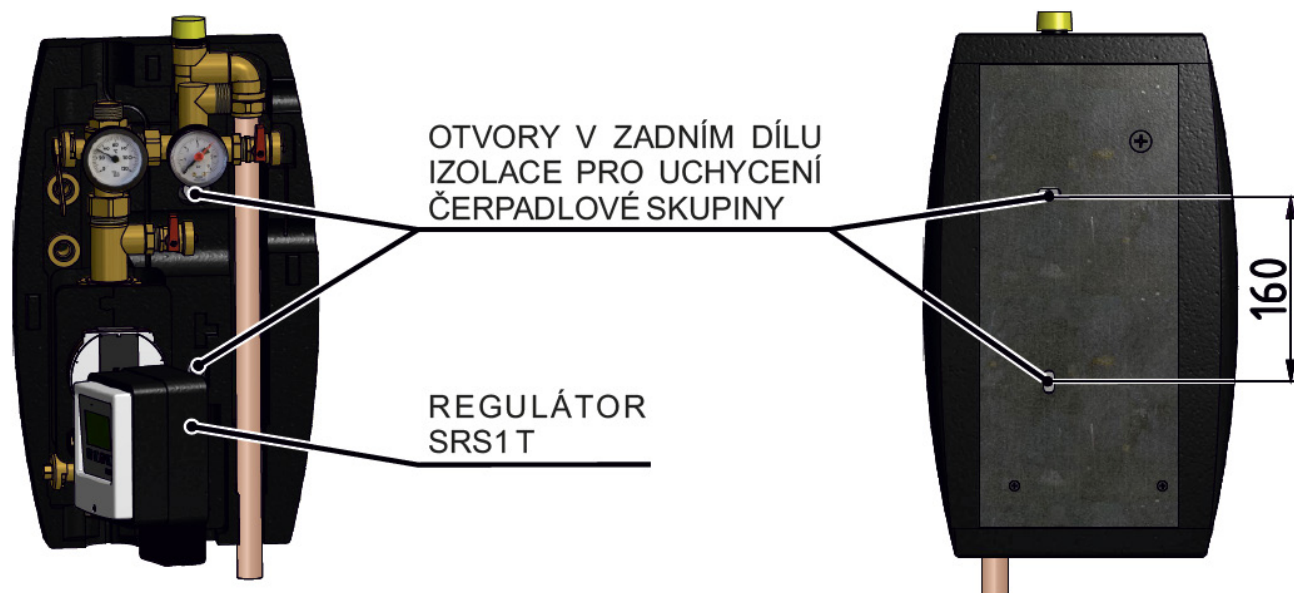 OTVORY V ZADNÍM DÍLU
IZOLACE PRO UCHYCENÍ
ČERPADLOVÉ SKUPINY
160
REGULÁTOR
SRS1 T